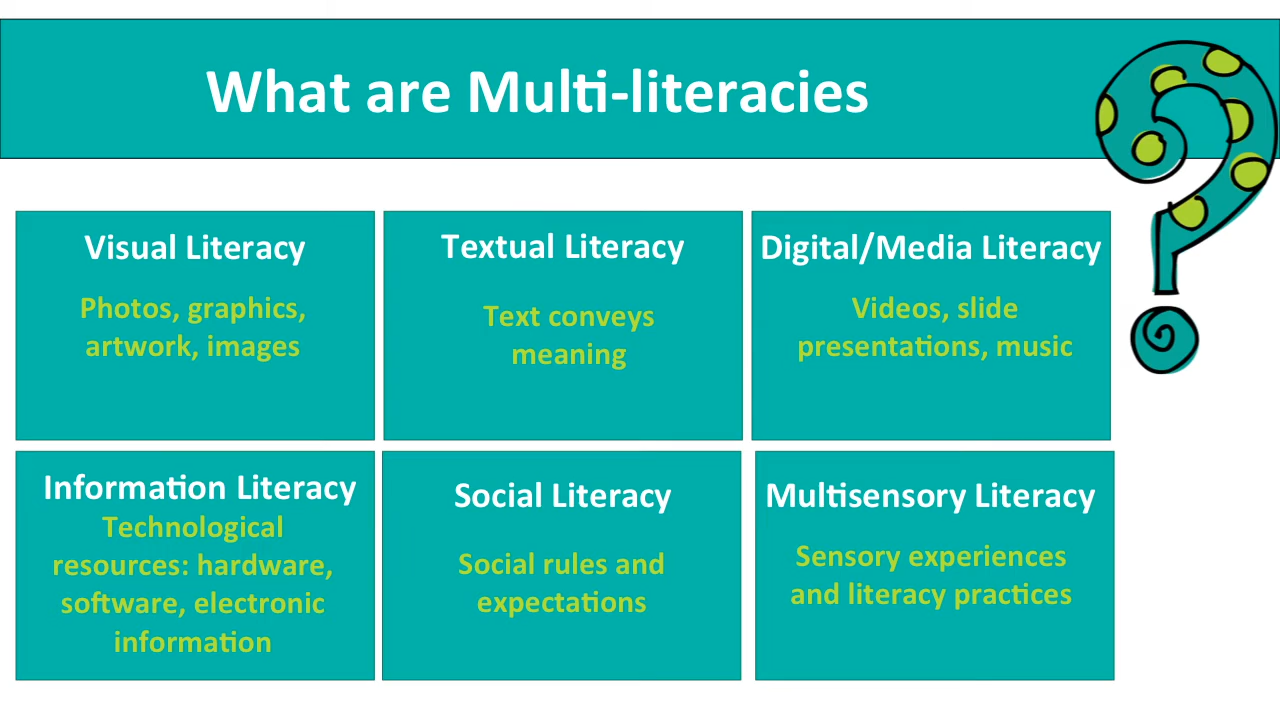 What are Multi-literacies
Visual Literacy
Photos, graphics,
artwork, images
Textual Literacy
Text conveys
meaning
Digital/Media Literacy
Videos, slide
presentations, music
Information Literacy
Technological
resources: hardware,
software, electronic
information
Social Literacy
Social rules and
expectations
Multisensory Literacy
Sensory experiences
and literacy practices